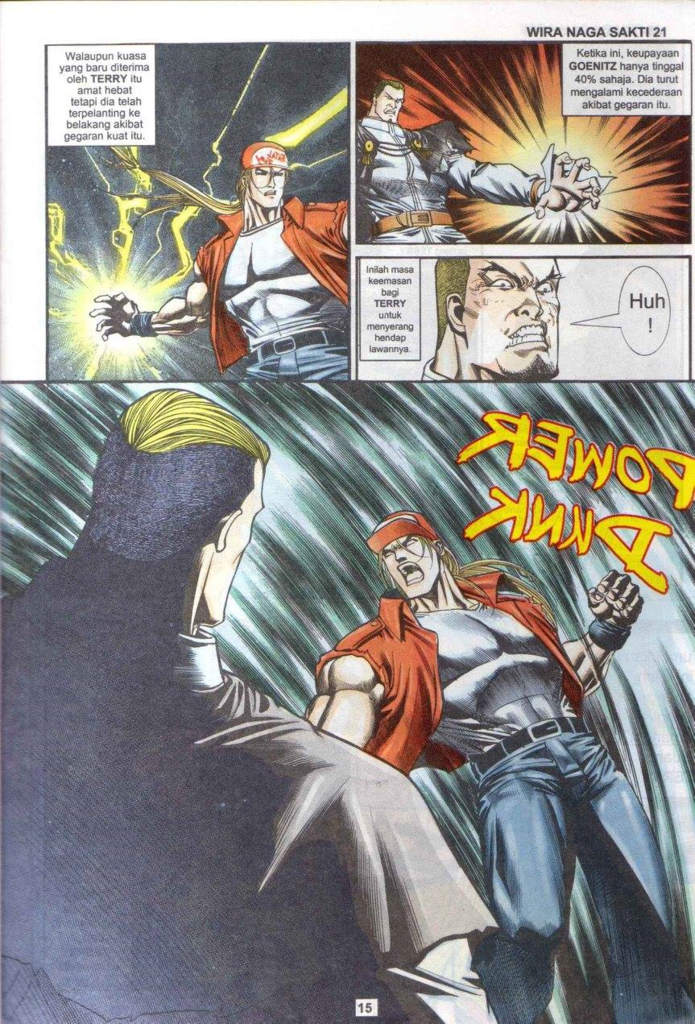 WIRA NAGA SAKTI 21
Walaupun kuasa
yang baru diterima
oleh TERRY itu
amat hebat
tetapi dia telah
terpelanting ke
belakang akibat
gegaran kuat itu.
Ketika ini, keupayaan
GOENITZ hanya tinggal
40% sahaja. Dia turut
mengalami kecederaan
akibat gegaran itu.
Inilah masa
keemasan
bagi
TERRY
untuk
menyerang
hendap
lawannya.
Huh
!
POWER
DUNK
15